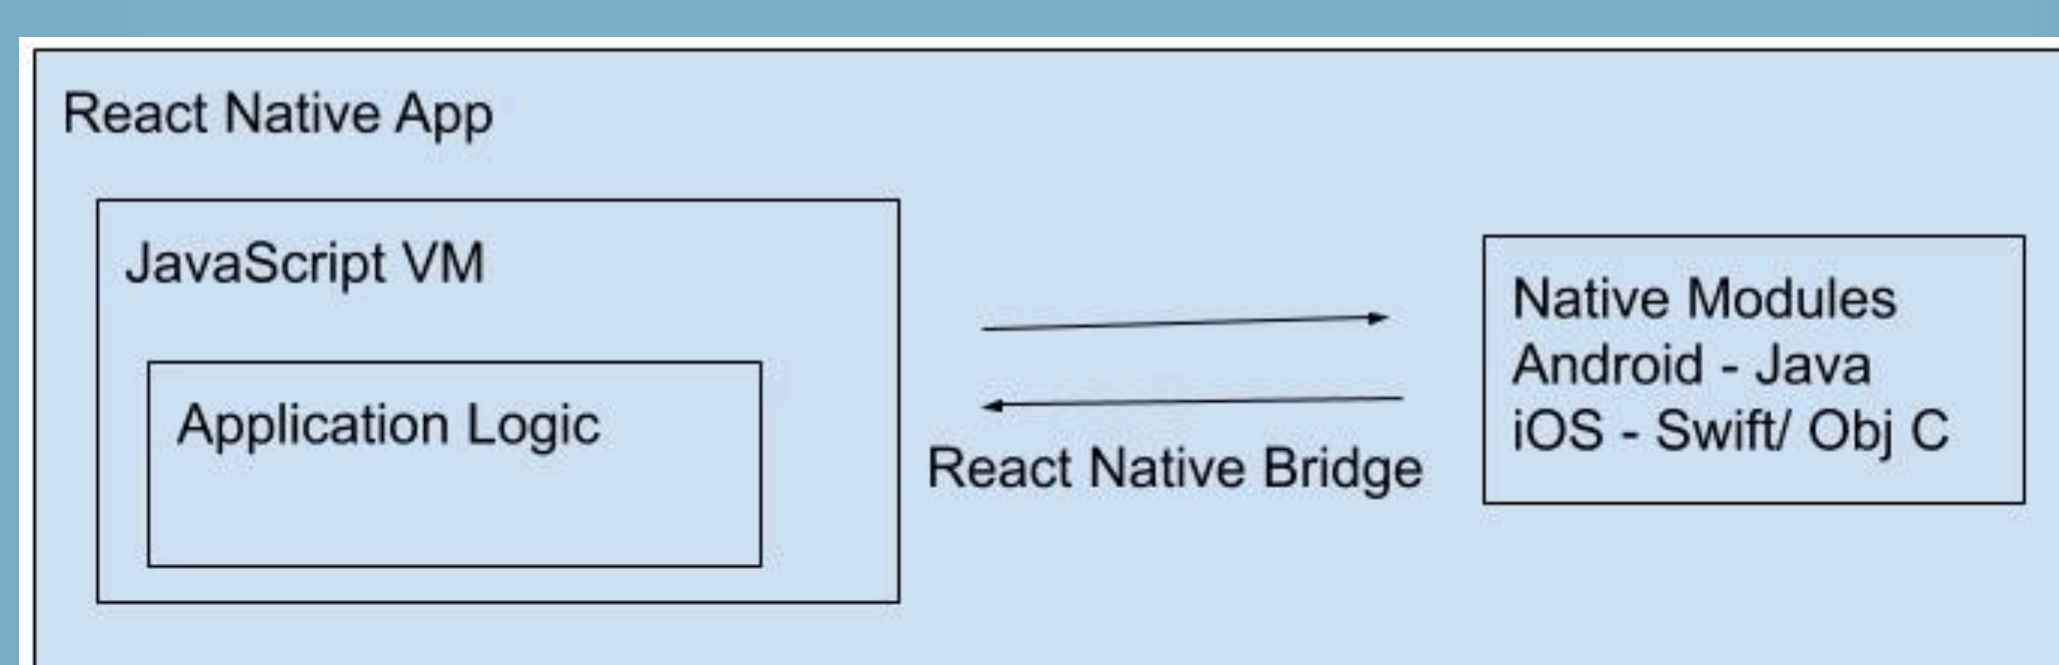 React Native App
JavaScript VM
Application Logic
React Native Bridge
Native Modules
Android - Java
iOS - Swift/ Obj C